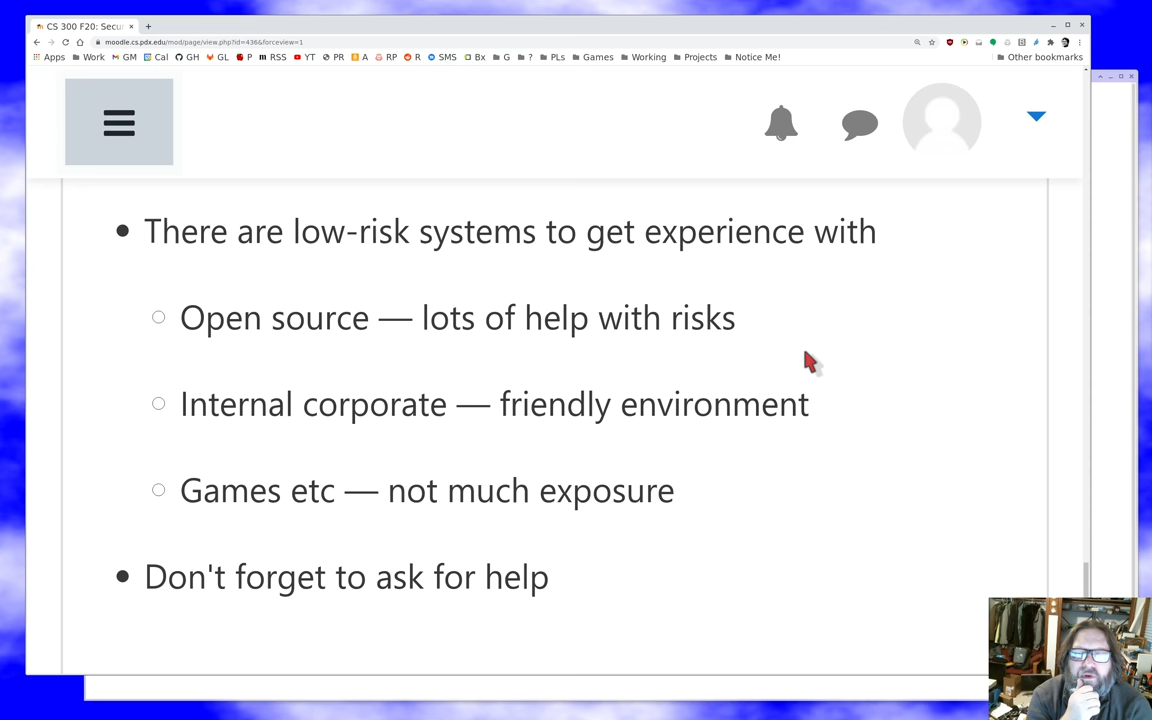 CS 300 F20: Secur
moodle.cs.pdx.edu/mod/page/view.php?id=436&forceview=1
Apps Work GM Cal GH GL P RSS YT PR A RP R SMS Bx G ? PLs Games Working Projects Notice Me! Other bookmarks
• There are low-risk systems to get experience with
○ Open source — lots of help with risks
○ Internal corporate — friendly environment
○ Games etc — not much exposure
• Don't forget to ask for help